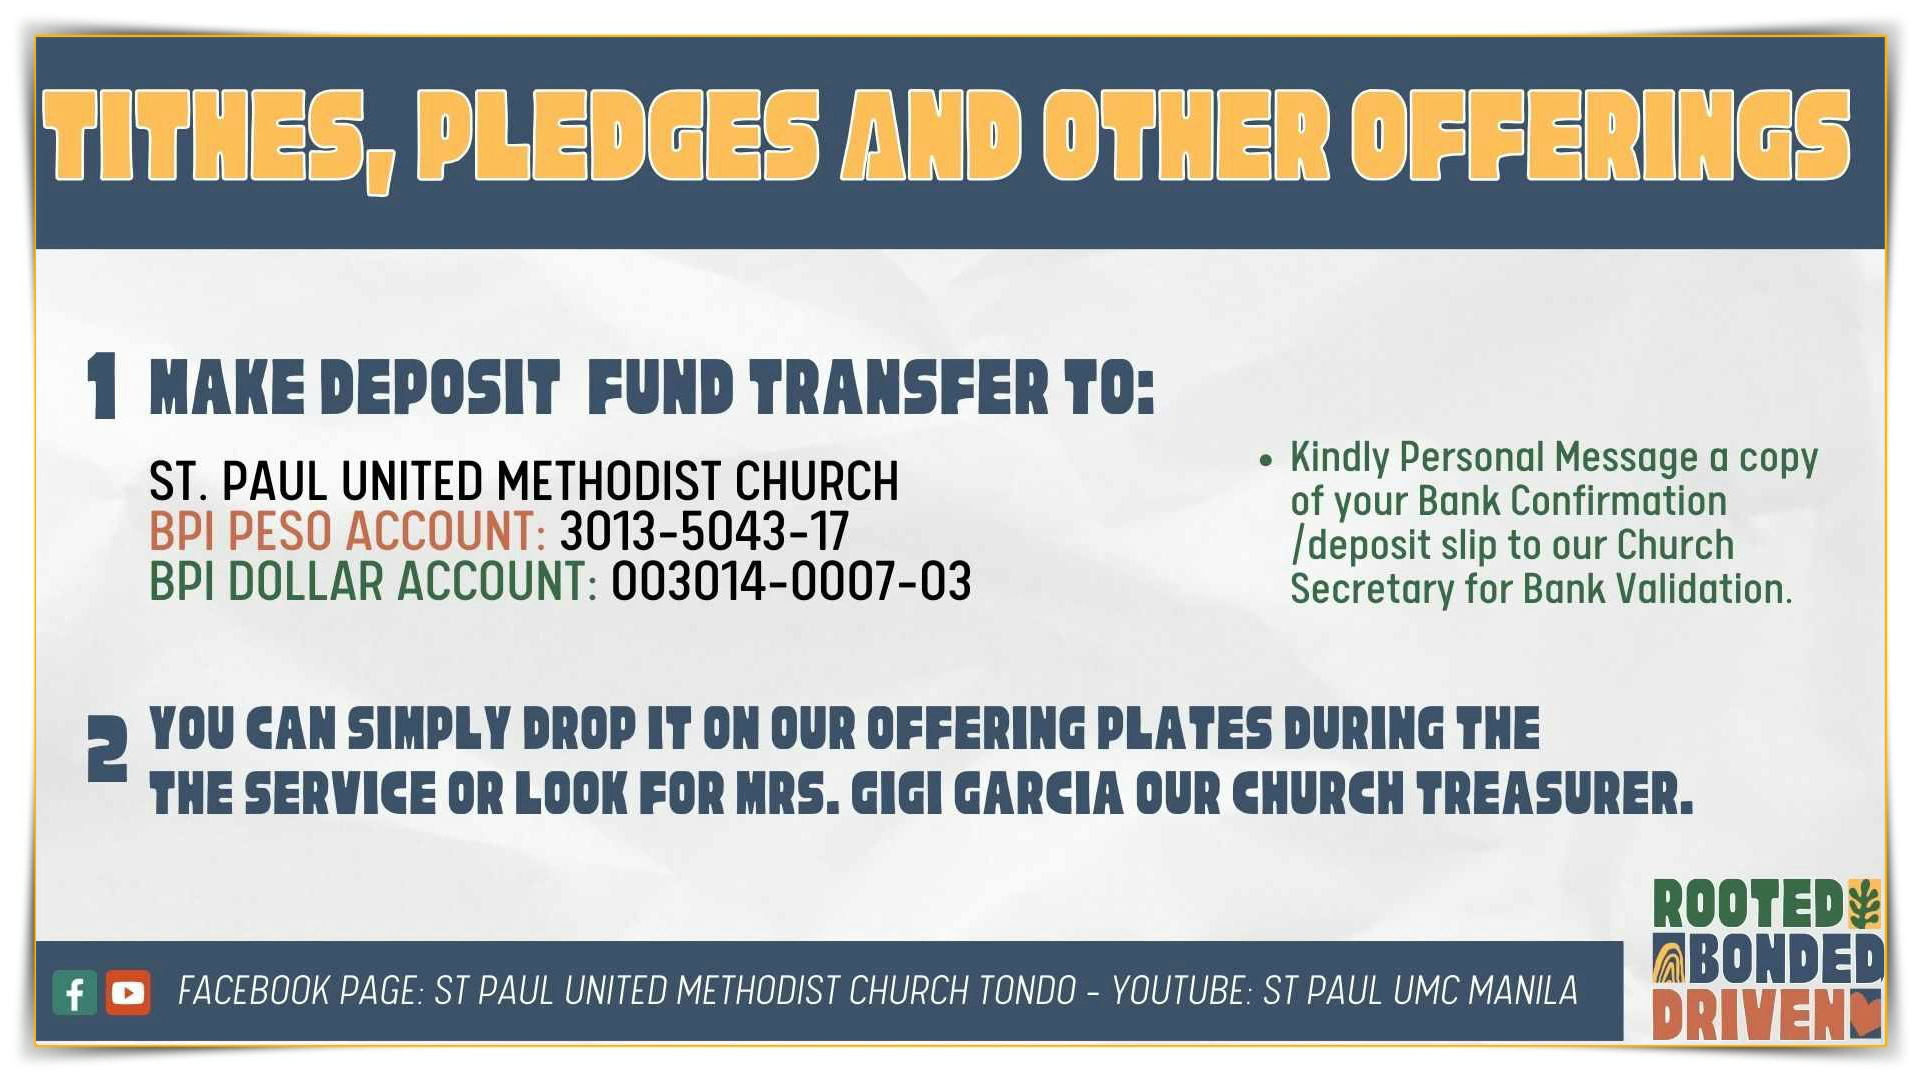 TITHES, PLEDGES AND OTHER OFFERINGS
1 MAKE DEPOSIT FUND TRANSFER TO:
ST. PAUL UNITED METHODIST CHURCH
BPI PESO ACCOUNT: 3013-5043-17
BPI DOLLAR ACCOUNT: 003014-0007-03
• Kindly Personal Message a copy
of your Bank Confirmation
/deposit slip to our Church
Secretary for Bank Validation.
2 YOU CAN SIMPLY DROP IT ON OUR OFFERING PLATES DURING THE
THE SERVICE OR LOOK FOR MRS. GIGI GARCIA OUR CHURCH TREASURER.
FACEBOOK PAGE: ST PAUL UNITED METHODIST CHURCH TONDO - YOUTUBE: ST PAUL UMC MANILA
ROOTED
BONDED
DRIVEN